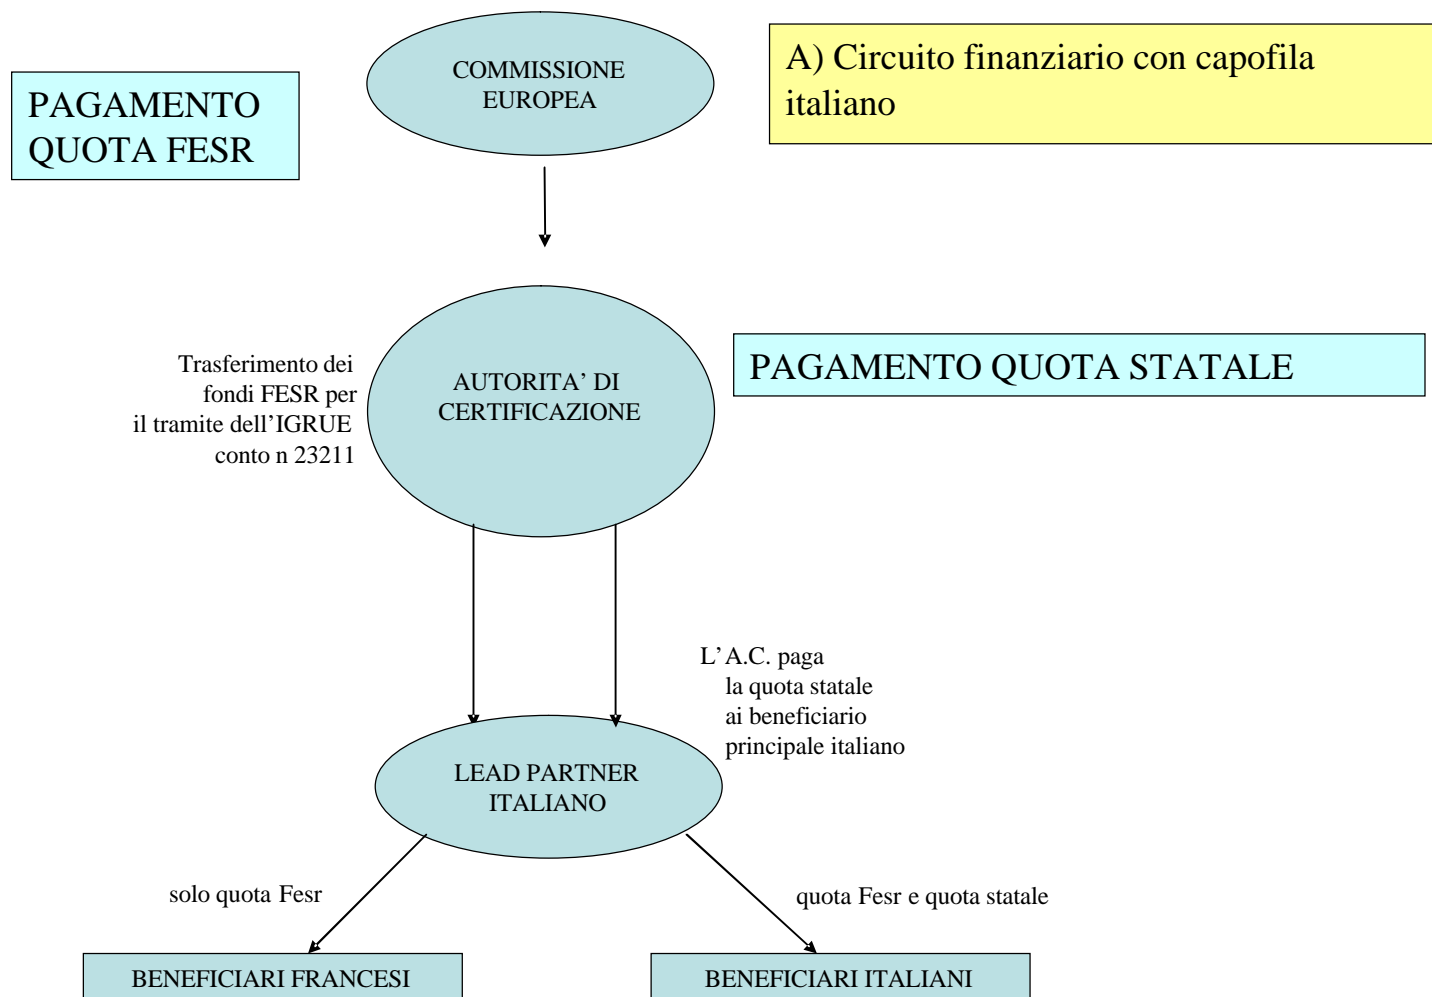 COMMISSIONE
EUROPEA
A) Circuito finanziario con capofila
italiano
PAGAMENTO
QUOTA FESR
Trasferimento dei
fondi FESR per
il tramite dell’IGRUE
conto n 23211
AUTORITA’ DI
CERTIFICAZIONE
PAGAMENTO QUOTA STATALE
L’A.C. paga
la quota statale
ai beneficiario
principale italiano
LEAD PARTNER
ITALIANO
solo quota Fesr
quota Fesr e quota statale
BENEFICIARI FRANCESI
BENEFICIARI ITALIANI